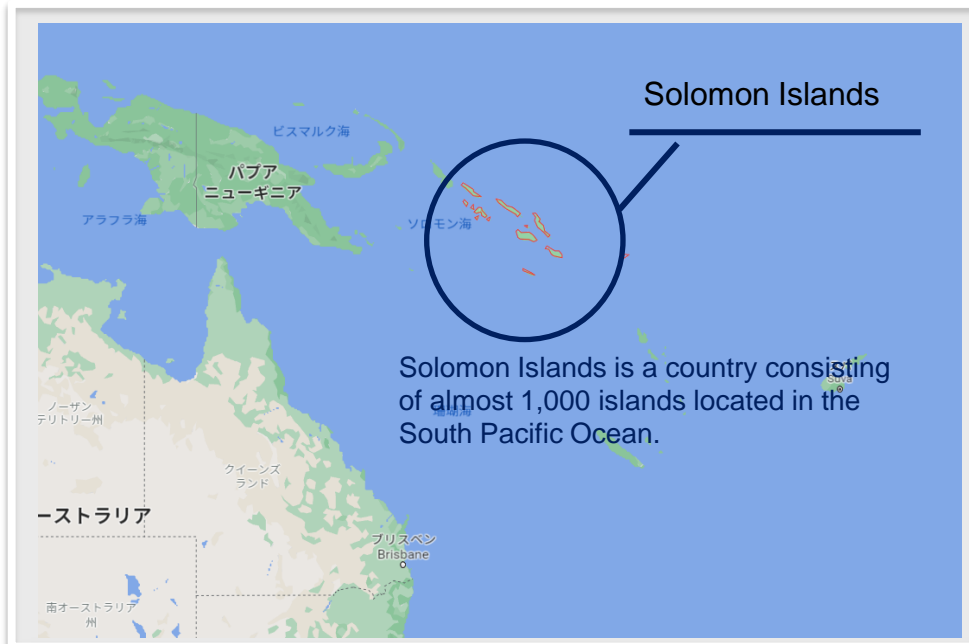 Solomon Islands
ビスマルク海
パプア
ニューギニア
アラフラ海
ソロモン海
Solomon Islands is a country consisting
of almost 1,000 islands located in the
South Pacific Ocean.
Suva
珊瑚海
ノーザン
テリトリー州
クイーンズ
ランド
ーストラリア
ブリスベン
Brisbane
南オーストラリア
州